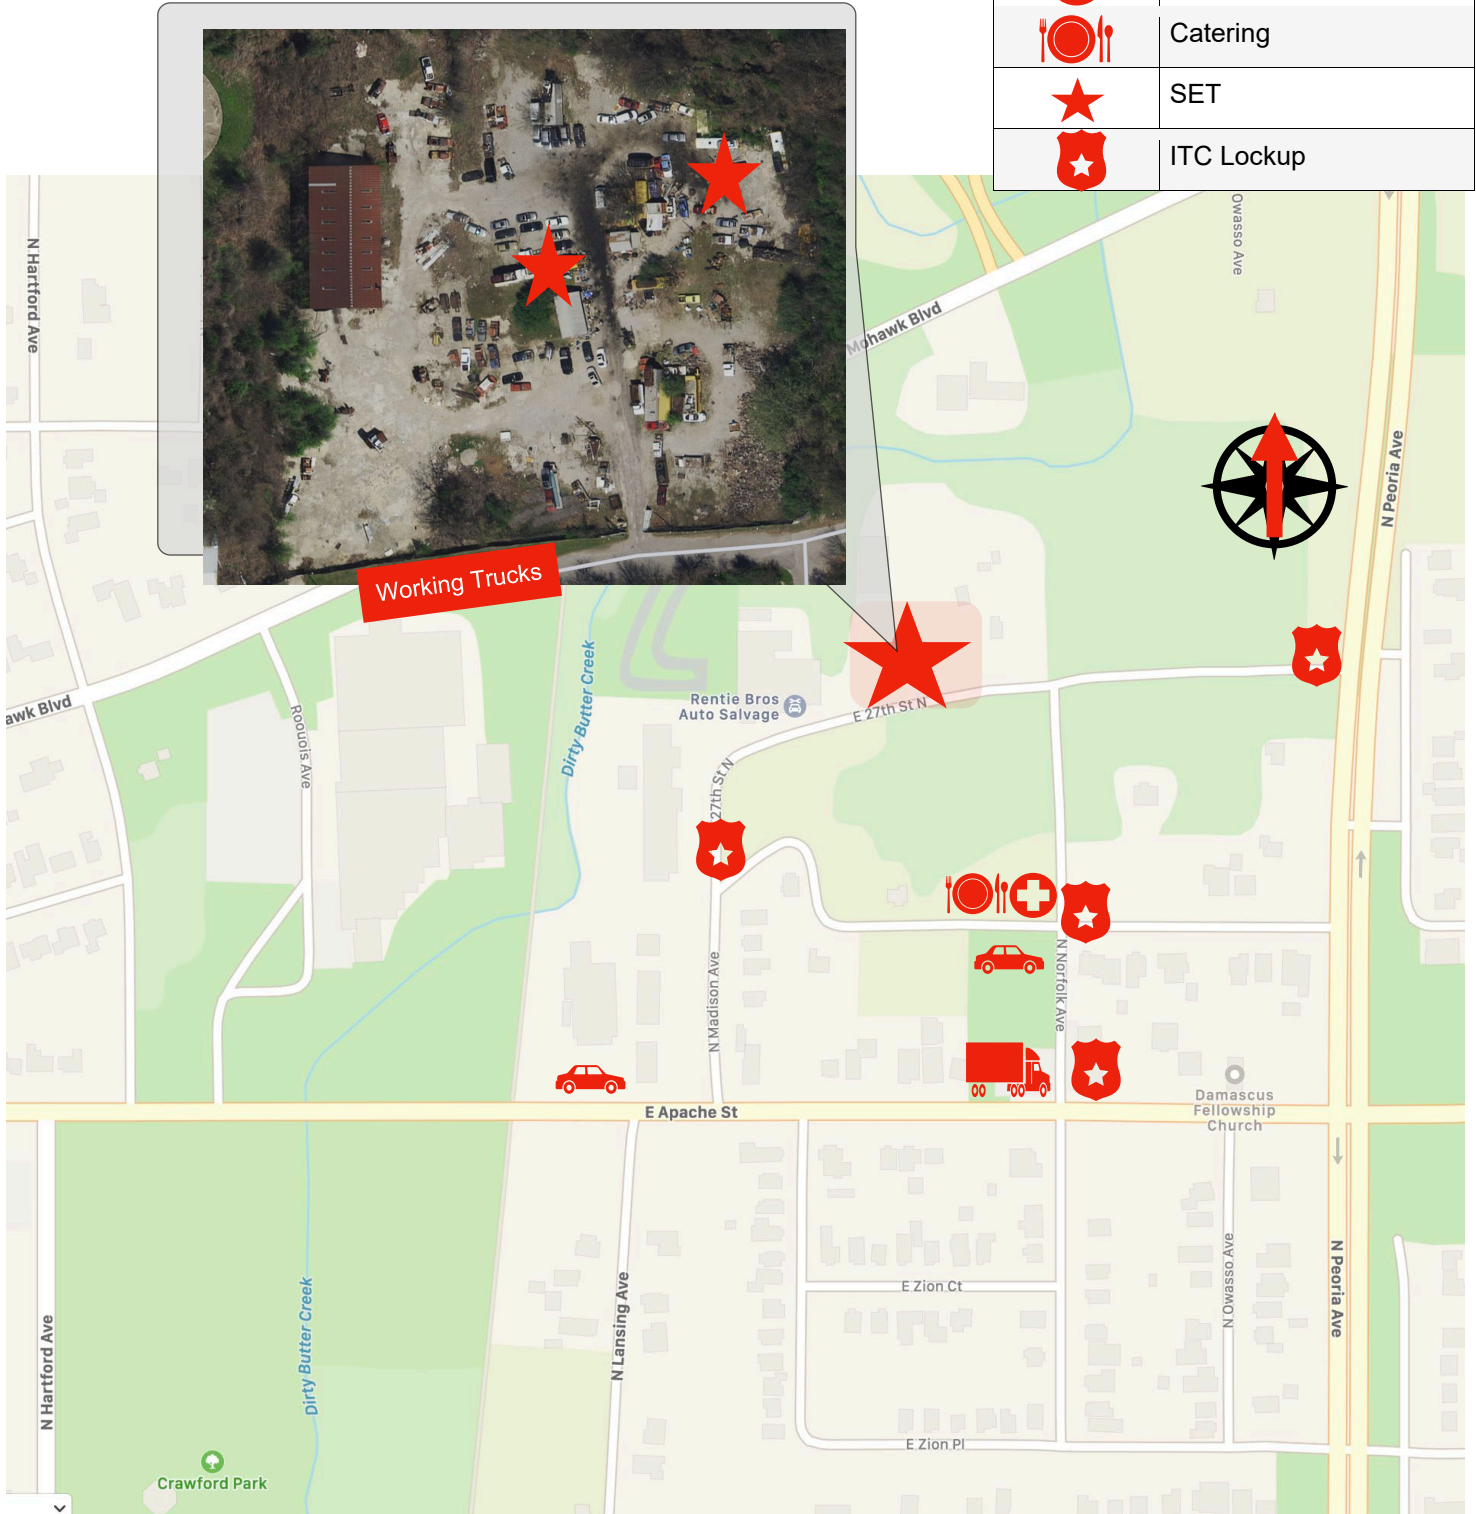 Catering
SET
ITC Lockup
N Hartford Ave
Owasso Ave
Mohawk Blvd
N Peoria Ave
Working Trucks
Dirty Butter Creek
Rentie Bros
Auto Salvage
E 27th St N
awk Blvd
Roquois Ave
27th St N
N Madison Ave
N Norfolk Ave
Damascus
Fellowship
Church
E Apache St
N Lansing Ave
E Zion Ct
N Owasso Ave
N Peoria Ave
Dirty Butter Creek
N Hartford Ave
E Zion Pl
Crawford Park